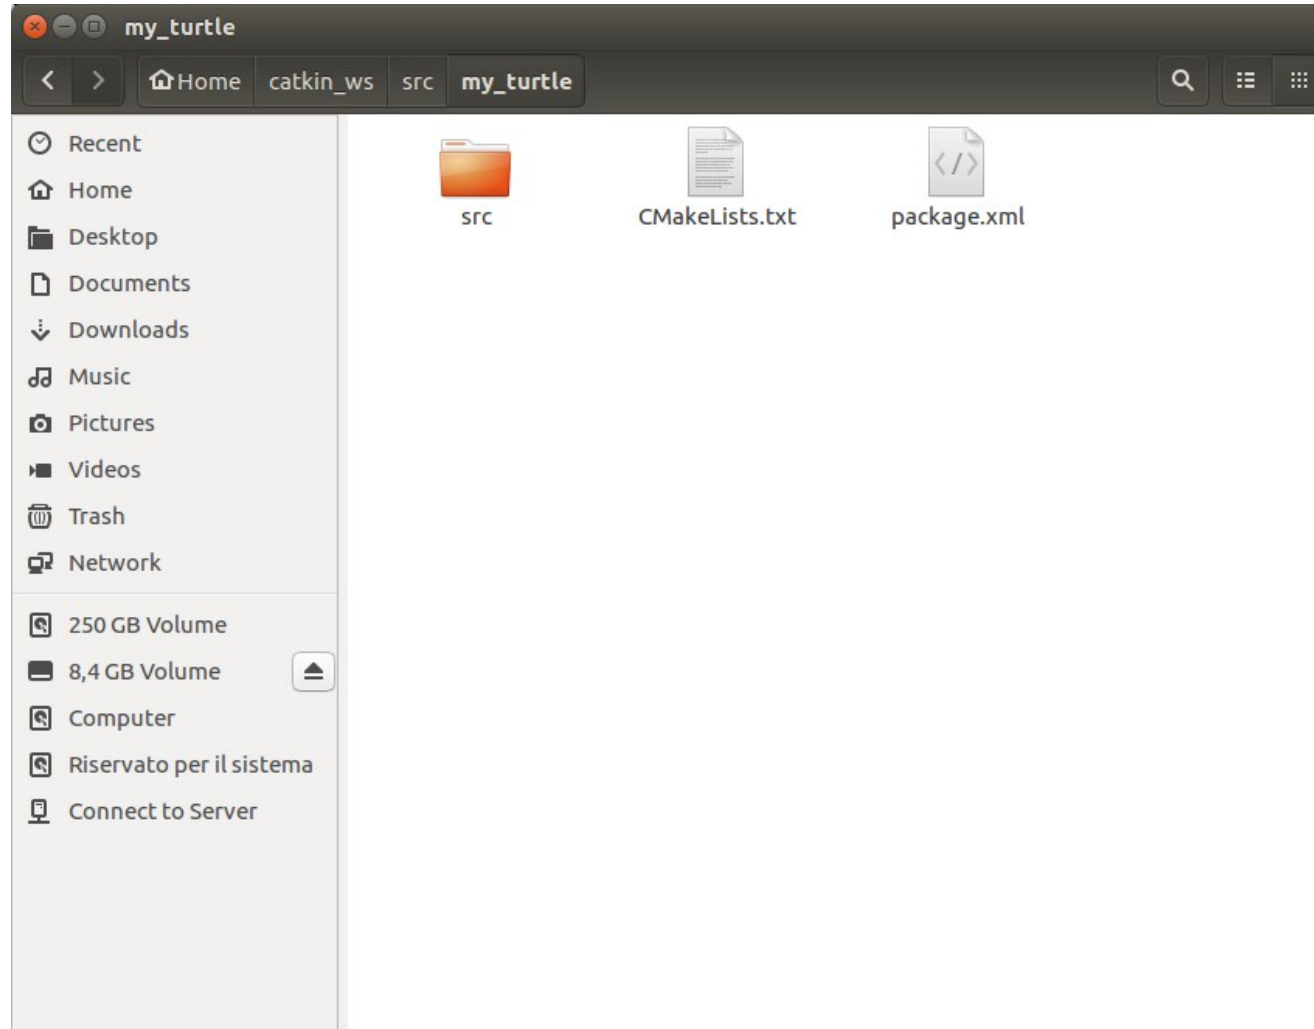 my_turtle
Home catkin_ws src my_turtle
Recent
Home
Desktop
Documents
Downloads
Music
Pictures
Videos
Trash
Network
250 GB Volume
8,4 GB Volume
Computer
Riservato per il sistema
Connect to Server
src
CMakeLists.txt
package.xml